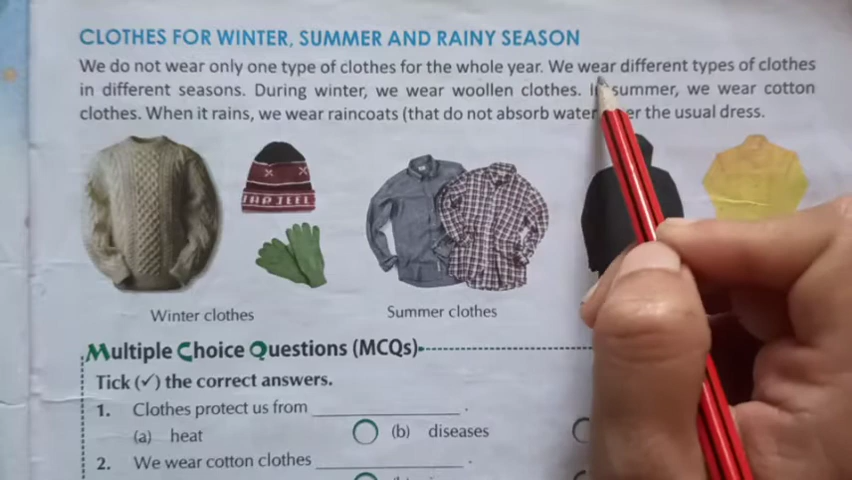 CLOTHES FOR WINTER, SUMMER AND RAINY SEASON
We do not wear only one type of clothes for the whole year. We wear different types of clothes
in different seasons. During winter, we wear woollen clothes. summer, we wear cotton
clothes. When it rains, we wear raincoats (that do not absorb water the usual dress.
Winter clothes
Summer clothes
Multiple Choice Questions (MCQs)
Tick (✓) the correct answers.
1. Clothes protect us from ____________.
(a) heat (b) diseases
2. We wear cotton clothes ____________.